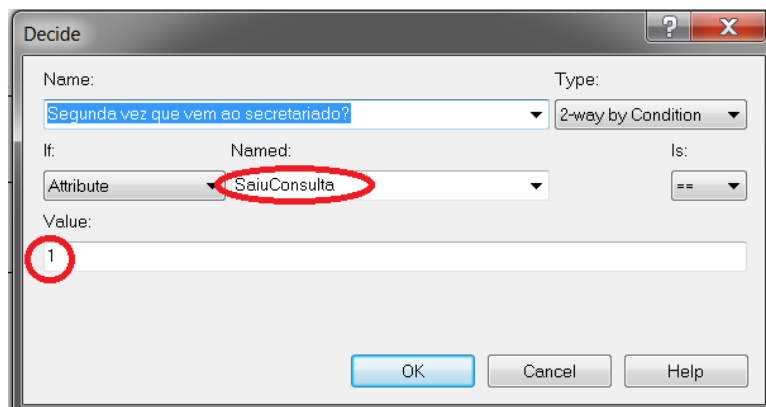 Decide
Name: Type:
Segunda vez que vem ao secretariado? 2-way by Condition
If: Named: Is:
Attribute SaiuConsulta ==
Value:
1
OK Cancel Help